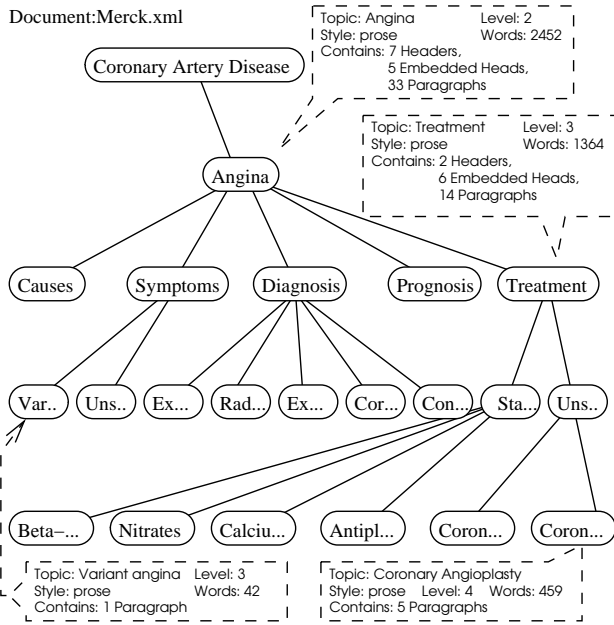 Document:Merck.xml
Topic: Angina Level: 2
Style: prose Words: 2452
Contains: 7 Headers,
5 Embedded Heads,
33 Paragraphs
Coronary Artery Disease
Topic: Treatment Level: 3
Style: prose Words: 1364
Contains: 2 Headers,
6 Embedded Heads,
14 Paragraphs
Angina
Causes Symptoms Diagnosis Prognosis Treatment
Var.. Uns.. Ex... Rad... Ex... Cor... Con... Sta... Uns..
Beta−... Nitrates Calciu... Antipl... Coron... Coron...
Topic: Variant angina Level: 3
Style: prose Words: 42
Contains: 1 Paragraph
Topic: Coronary Angioplasty
Style: prose Level: 4 Words: 459
Contains: 5 Paragraphs